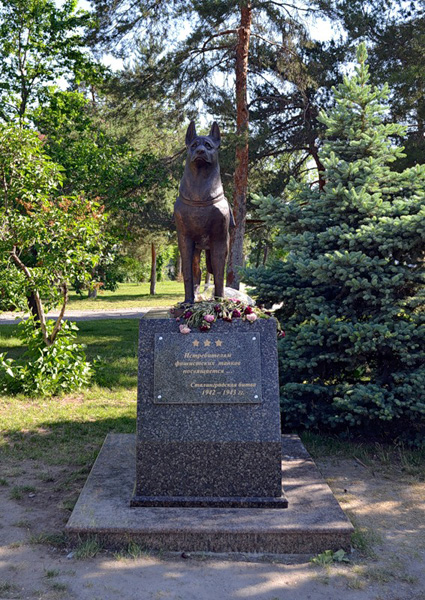 Истребителям
фашистских танков
посвящается...
Сталинградская битва
1942 - 1943 гг.